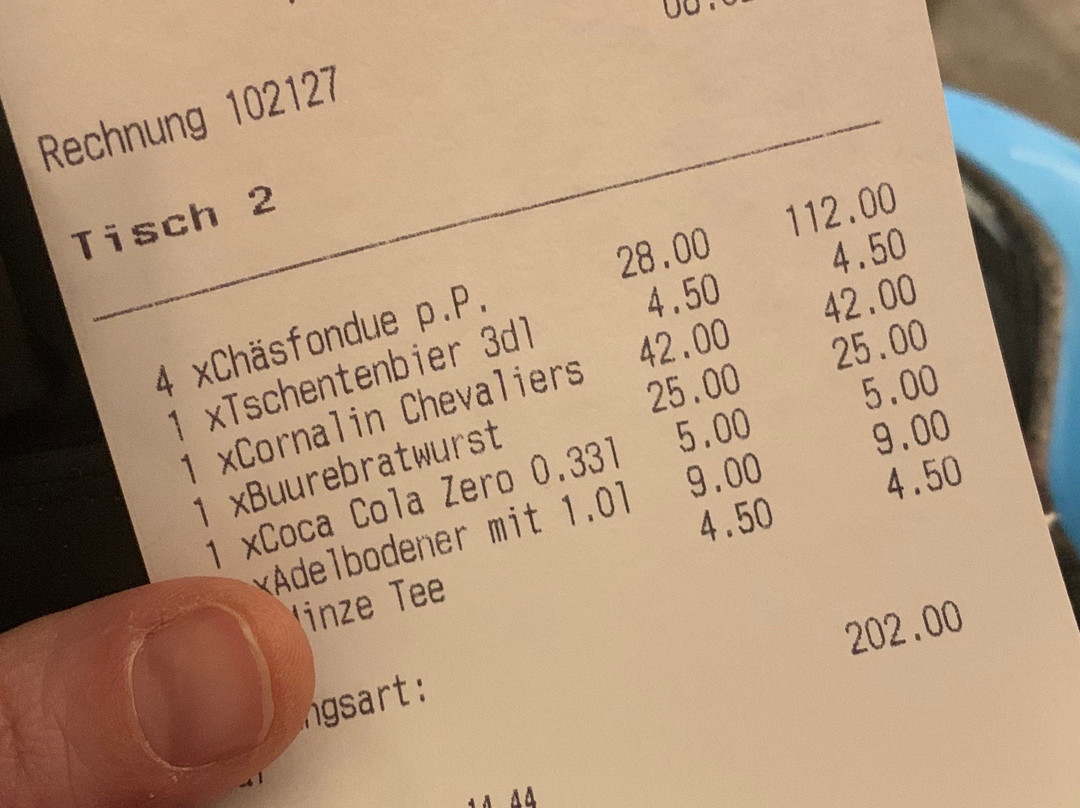 Rechnung 102127
Tisch 2
4 xChäsfondue p.P. 28.00 112.00
1 xTschentenbier 3dl 4.50 4.50
1 xCornalin Chevaliers 42.00 42.00
1 xBuurebratwurst 25.00 25.00
1 xCoca Cola Zero 0.33l 5.00 5.00
xAdelbodener mit 1.0l 9.00 9.00
inze Tee 4.50 4.50
202.00
ngsart: